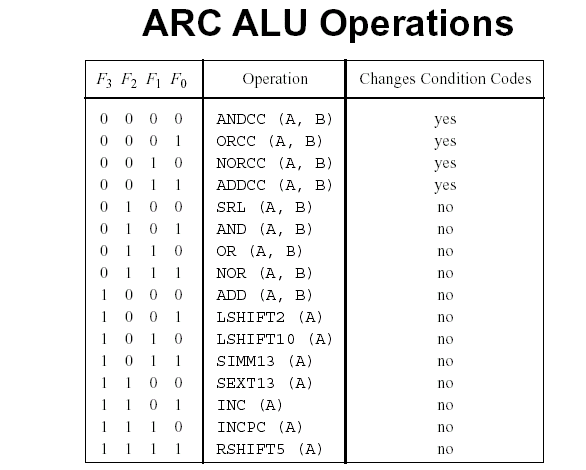 ARC ALU Operations
F3 F2 F1 F0 Operation Changes Condition Codes
0 0 0 0 ANDCC (A, B) yes
0 0 0 1 ORCC (A, B) yes
0 0 1 0 NORCC (A, B) yes
0 0 1 1 ADDCC (A, B) yes
0 1 0 0 SRL (A, B) no
0 1 0 1 AND (A, B) no
0 1 1 0 OR (A, B) no
0 1 1 1 NOR (A, B) no
1 0 0 0 ADD (A, B) no
1 0 0 1 LSHIFT2 (A) no
1 0 1 0 LSHIFT10 (A) no
1 0 1 1 SIMM13 (A) no
1 1 0 0 SEXT13 (A) no
1 1 0 1 INC (A) no
1 1 1 0 INCPC (A) no
1 1 1 1 RSHIFT5 (A) no